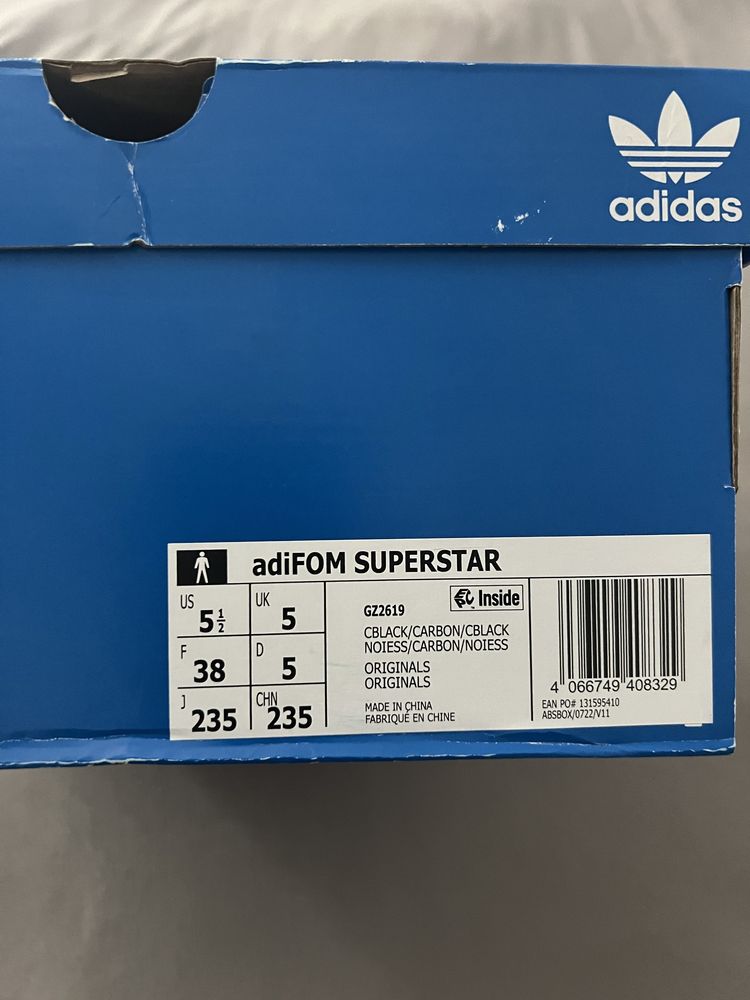 adidas
adiFOM SUPERSTAR
US 5 1/2
UK 5
F 38
D 5
J 235
CHN 235
GZ2619
Inside
CBLACK/CARBON/CBLACK
NOIESS/CARBON/NOIESS
ORIGINALS
ORIGINALS
MADE IN CHINA
FABRIQUÉ EN CHINE
4 066749 408329
EAN PO# 131595410
ABSBOX/0722/V11